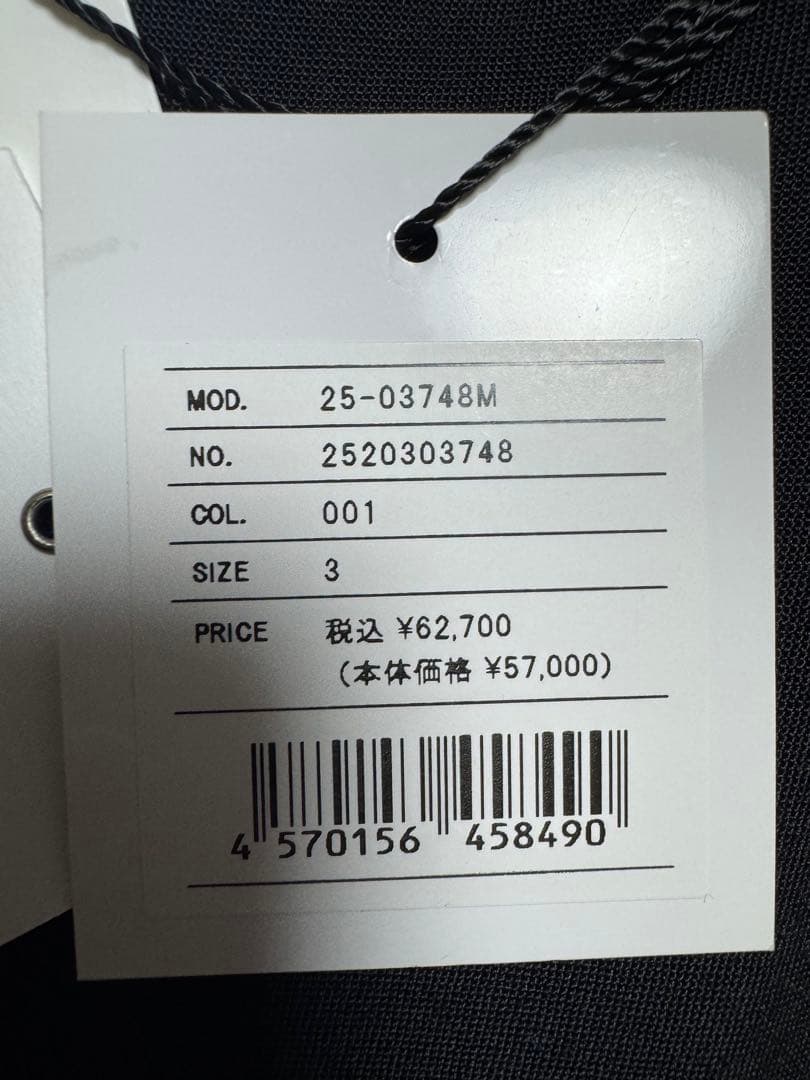 MOD. 25-03748M
NO. 2520303748
COL. 001
SIZE 3
PRICE 税込 ¥62,700
(本体価格 ¥57,000)
4 570156 458490